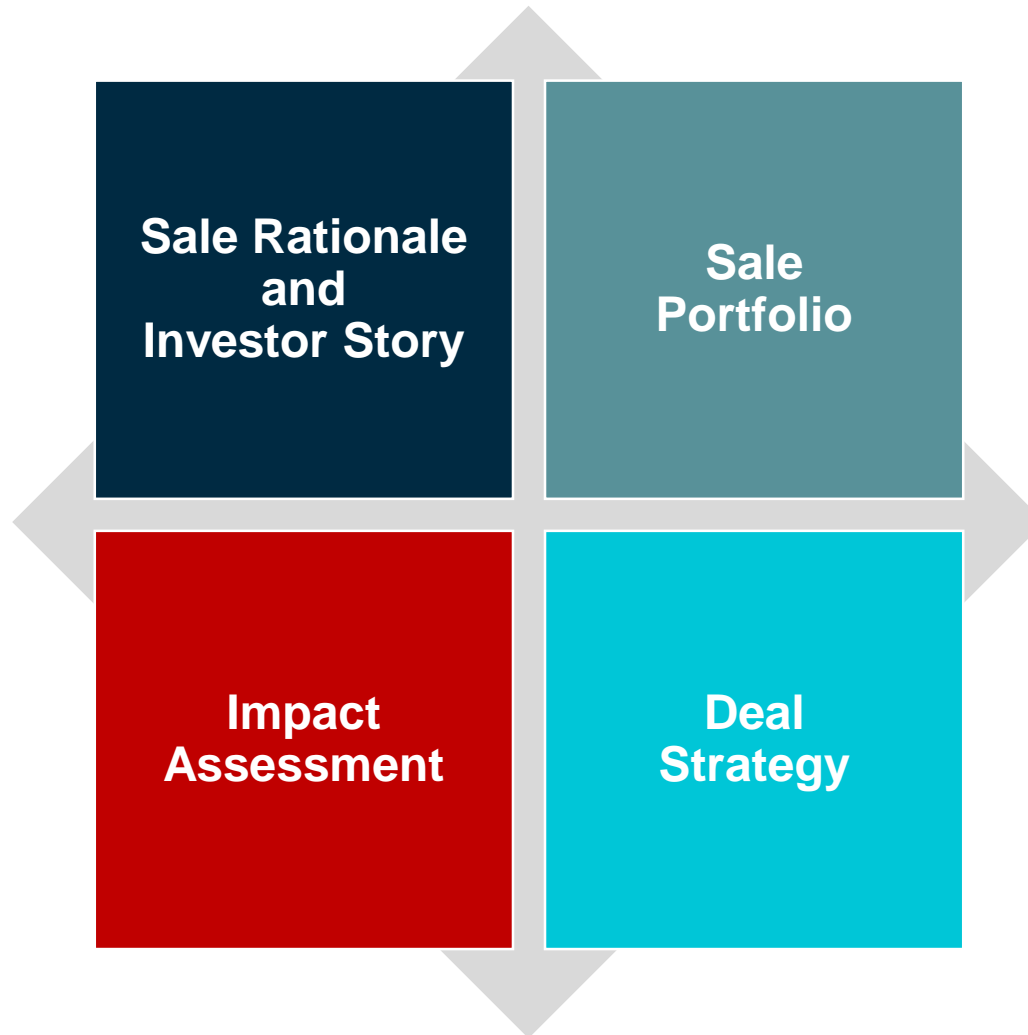 Sale Rationale
and
Investor Story
Sale
Portfolio
Impact
Assessment
Deal
Strategy